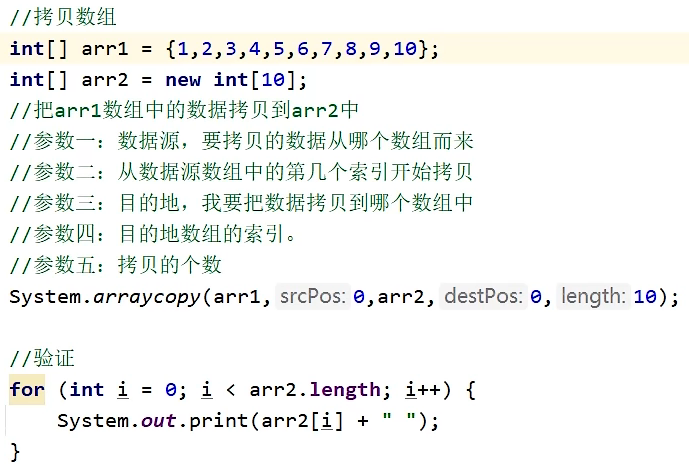 //拷贝数组
int[] arr1 = {1,2,3,4,5,6,7,8,9,10};
int[] arr2 = new int[10];
//把arr1数组中的数据拷贝到arr2中
//参数一：数据源，要拷贝的数据从哪个数组而来
//参数二：从数据源数组中的第几个索引开始拷贝
//参数三：目的地，我要把数据拷贝到哪个数组中
//参数四：目的地数组的索引。
//参数五：拷贝的个数
System.arraycopy(arr1, srcPos: 0,arr2, destPos: 0, length: 10);
//验证
for (int i = 0; i < arr2.length; i++) {
    System.out.print(arr2[i] + " ");
}